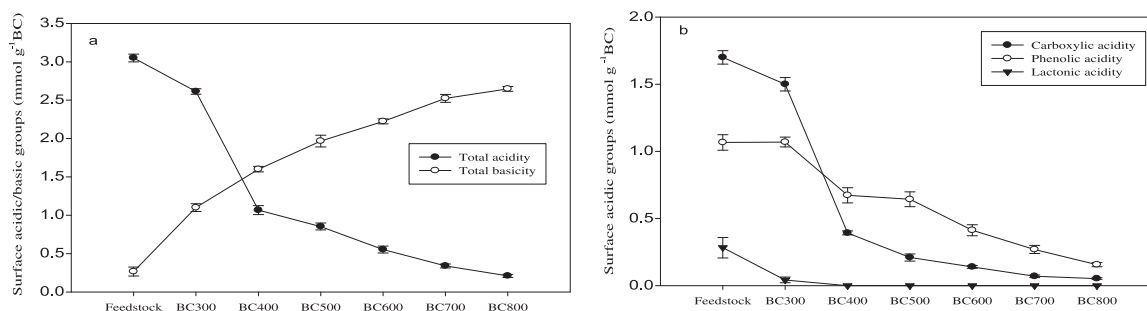 a
Surface acidic/basic groups (mmol g⁻¹BC)
3.5
3.0
2.5
2.0
1.5
1.0
0.5
0.0
Total acidity
Total basicity
Feedstock BC300 BC400 BC500 BC600 BC700 BC800
b
Surface acidic groups (mmol g⁻¹BC)
2.0
1.5
1.0
0.5
0.0
Carboxylic acidity
Phenolic acidity
Lactonic acidity
Feedstock BC300 BC400 BC500 BC600 BC700 BC800